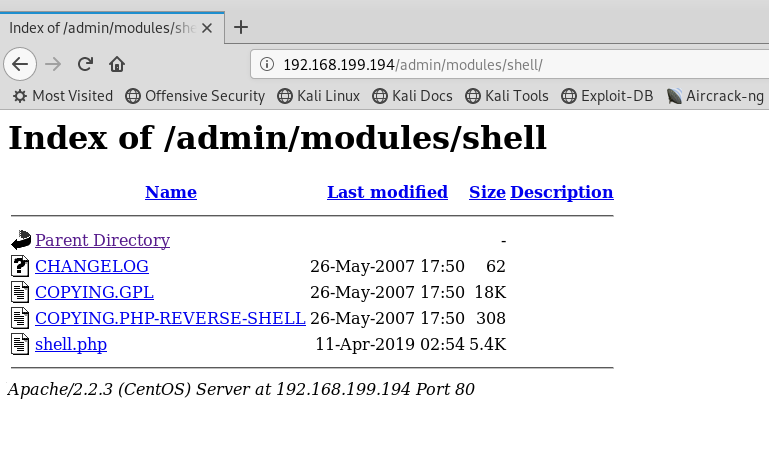 Index of /admin/modules/she
192.168.199.194/admin/modules/shell/
Most Visited Offensive Security Kali Linux Kali Docs Kali Tools Exploit-DB Aircrack-ng
Index of /admin/modules/shell
Name Last modified Size Description
Parent Directory -
CHANGELOG 26-May-2007 17:50 62
COPYING.GPL 26-May-2007 17:50 18K
COPYING.PHP-REVERSE-SHELL 26-May-2007 17:50 308
shell.php 11-Apr-2019 02:54 5.4K
Apache/2.2.3 (CentOS) Server at 192.168.199.194 Port 80